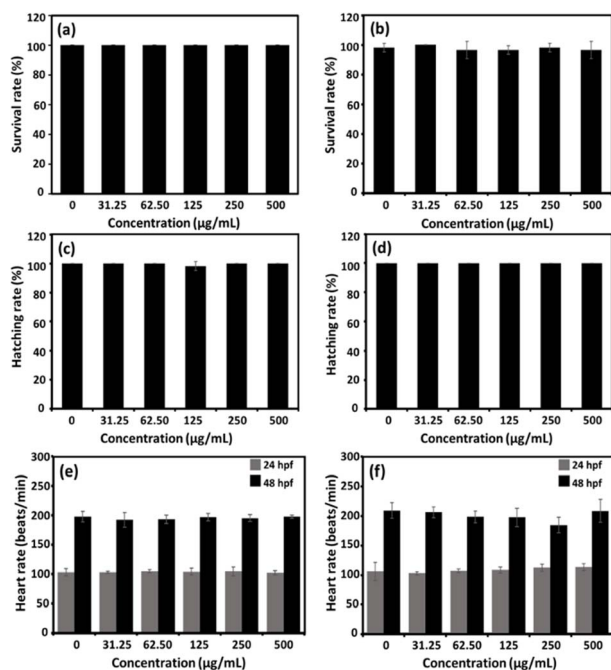 (a)
120
100
80
60
40
20
0
Survival rate (%)
0 31.25 62.50 125 250 500
Concentration (µg/mL)
(b)
120
100
80
60
40
20
0
Survival rate (%)
0 31.25 62.50 125 250 500
Concentration (µg/mL)
(c)
120
100
80
60
40
20
0
Hatching rate (%)
0 31.25 62.50 125 250 500
Concentration (µg/mL)
(d)
120
100
80
60
40
20
0
Hatching rate (%)
0 31.25 62.50 125 250 500
Concentration (µg/mL)
(e)
24 hpf
48 hpf
300
250
200
150
100
50
0
Heart rate (beats/min)
0 31.25 62.50 125 250 500
Concentration (µg/mL)
(f)
24 hpf
48 hpf
300
250
200
150
100
50
0
Heart rate (beats/min)
0 31.25 62.50 125 250 500
Concentration (µg/mL)